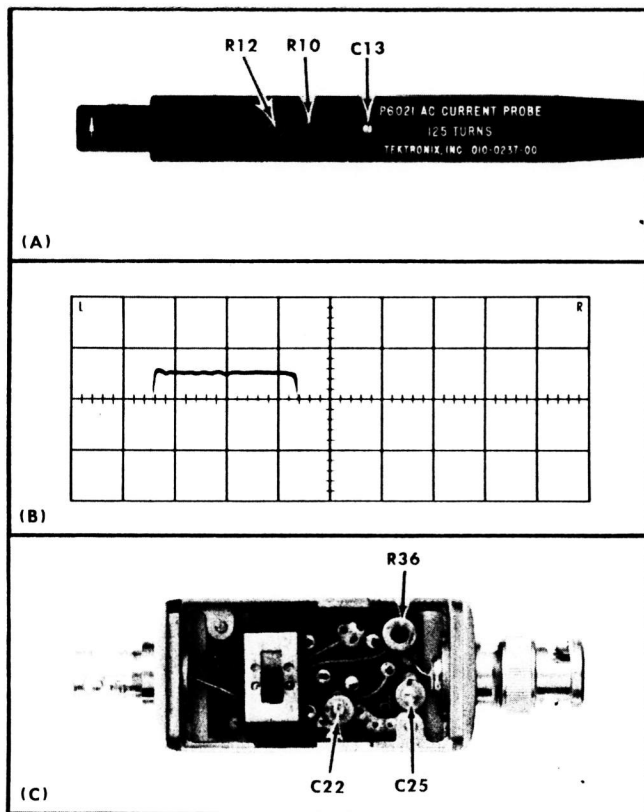 R12 R10 C13
P6021 AC CURRENT PROBE
125 TURNS
TEKTRONIX, INC. 010-0237-00
(A)
L R
(B)
R36
(C)
C22 C25